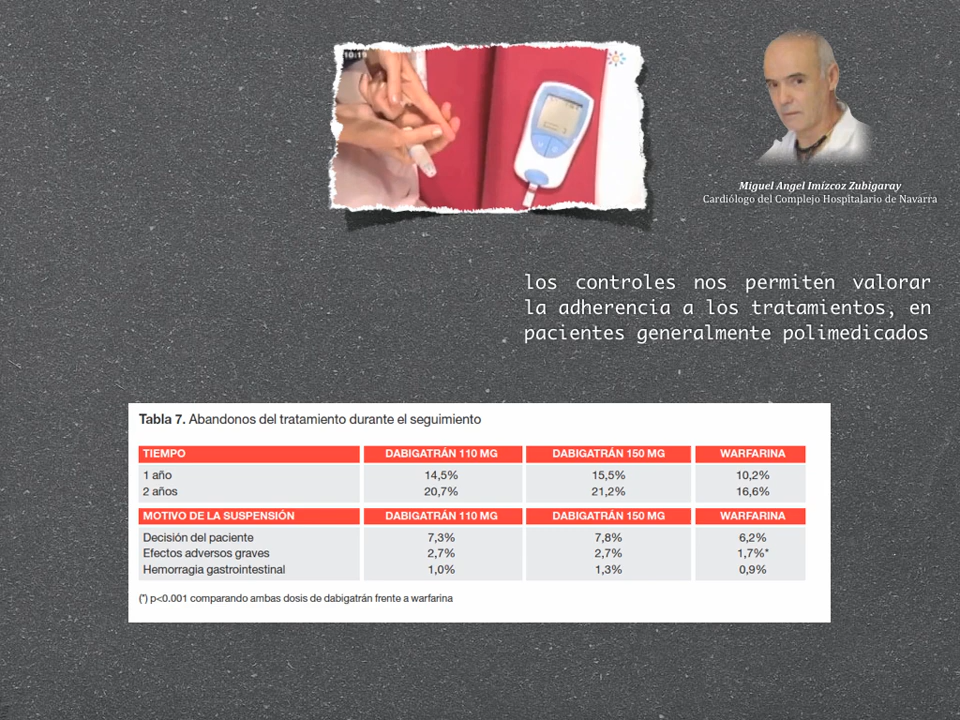 10:19
Miguel Angel Imizcoz Zubigaray
Cardiólogo del Complejo Hospitalario de Navarra
los controles nos permiten valorar
la adherencia a los tratamientos, en
pacientes generalmente polimedicados
Tabla 7. Abandonos del tratamiento durante el seguimiento
TIEMPO DABIGATRÁN 110 MG DABIGATRÁN 150 MG WARFARINA
1 año 14,5% 15,5% 10,2%
2 años 20,7% 21,2% 16,6%
MOTIVO DE LA SUSPENSIÓN DABIGATRÁN 110 MG DABIGATRÁN 150 MG WARFARINA
Decisión del paciente 7,3% 7,8% 6,2%
Efectos adversos graves 2,7% 2,7% 1,7%*
Hemorragia gastrointestinal 1,0% 1,3% 0,9%
(*) p<0.001 comparando ambas dosis de dabigatrán frente a warfarina